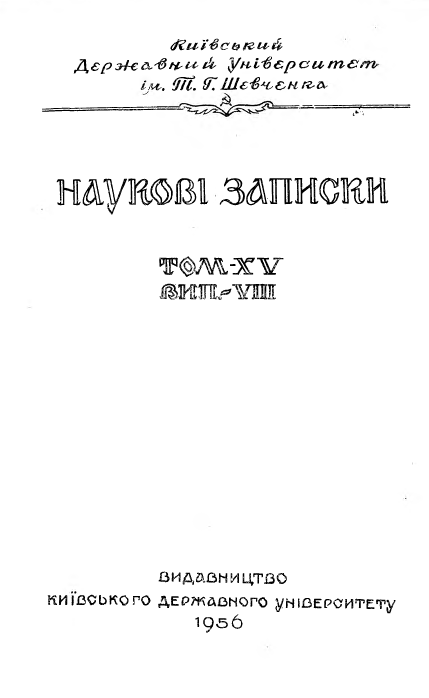 Київський
Державний Університет
ім. Т. Г. Шевченка
НАУКОВІ ЗАПИСКИ
ТОМ-XV
ВИП.-VIII
ВИДАВНИЦТВО
КИЇВСЬКОГО ДЕРЖАВНОГО УНІВЕРСИТЕТУ
1956